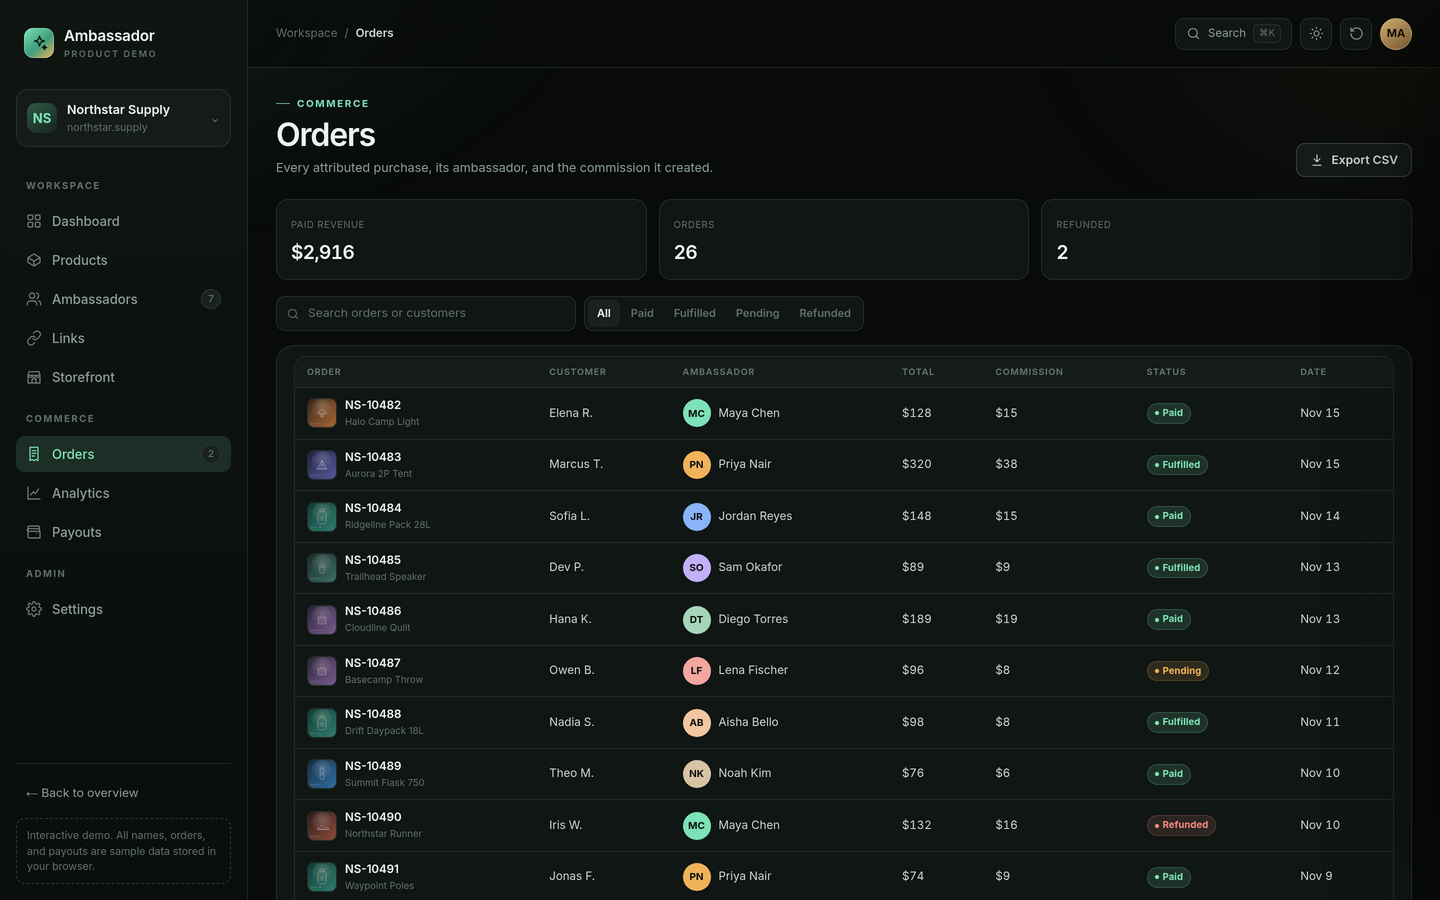 Ambassador
PRODUCT DEMO
NS
Northstar Supply
northstar.supply
WORKSPACE
Dashboard
Products
Ambassadors 7
Links
Storefront
COMMERCE
Orders 2
Analytics
Payouts
ADMIN
Settings
← Back to overview
Interactive demo. All names, orders,
and payouts are sample data stored in
your browser.
Workspace / Orders
Search ⌘K
MA
COMMERCE
Orders
Every attributed purchase, its ambassador, and the commission it created.
Export CSV
PAID REVENUE
$2,916
ORDERS
26
REFUNDED
2
Search orders or customers
All Paid Fulfilled Pending Refunded
ORDER CUSTOMER AMBASSADOR TOTAL COMMISSION STATUS DATE
NS-10482
Halo Camp Light
Elena R. MC Maya Chen $128 $15 Paid Nov 15
NS-10483
Aurora 2P Tent
Marcus T. PN Priya Nair $320 $38 Fulfilled Nov 15
NS-10484
Ridgeline Pack 28L
Sofia L. JR Jordan Reyes $148 $15 Paid Nov 14
NS-10485
Trailhead Speaker
Dev P. SO Sam Okafor $89 $9 Fulfilled Nov 13
NS-10486
Cloudline Quilt
Hana K. DT Diego Torres $189 $19 Paid Nov 13
NS-10487
Basecamp Throw
Owen B. LF Lena Fischer $96 $8 Pending Nov 12
NS-10488
Drift Daypack 18L
Nadia S. AB Aisha Bello $98 $8 Fulfilled Nov 11
NS-10489
Summit Flask 750
Theo M. NK Noah Kim $76 $6 Paid Nov 10
NS-10490
Northstar Runner
Iris W. MC Maya Chen $132 $16 Refunded Nov 10
NS-10491
Waypoint Poles
Jonas F. PN Priya Nair $74 $9 Paid Nov 9